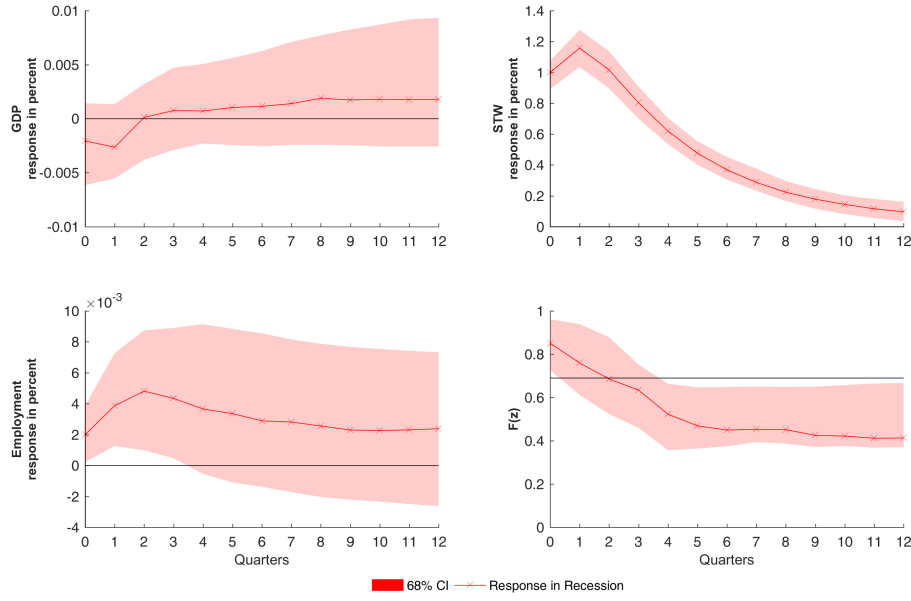 0.01
0.005
0
-0.005
-0.01
GDP
response in percent
0 1 2 3 4 5 6 7 8 9 10 11 12
1.4
1.2
1
0.8
0.6
0.4
0.2
0
STW
response in percent
0 1 2 3 4 5 6 7 8 9 10 11 12
×10⁻³
10
8
6
4
2
0
-2
-4
Employment
response in percent
0 1 2 3 4 5 6 7 8 9 10 11 12
Quarters
1
0.8
0.6
0.4
0.2
0
F(z)
0 1 2 3 4 5 6 7 8 9 10 11 12
Quarters
68% CI Response in Recession